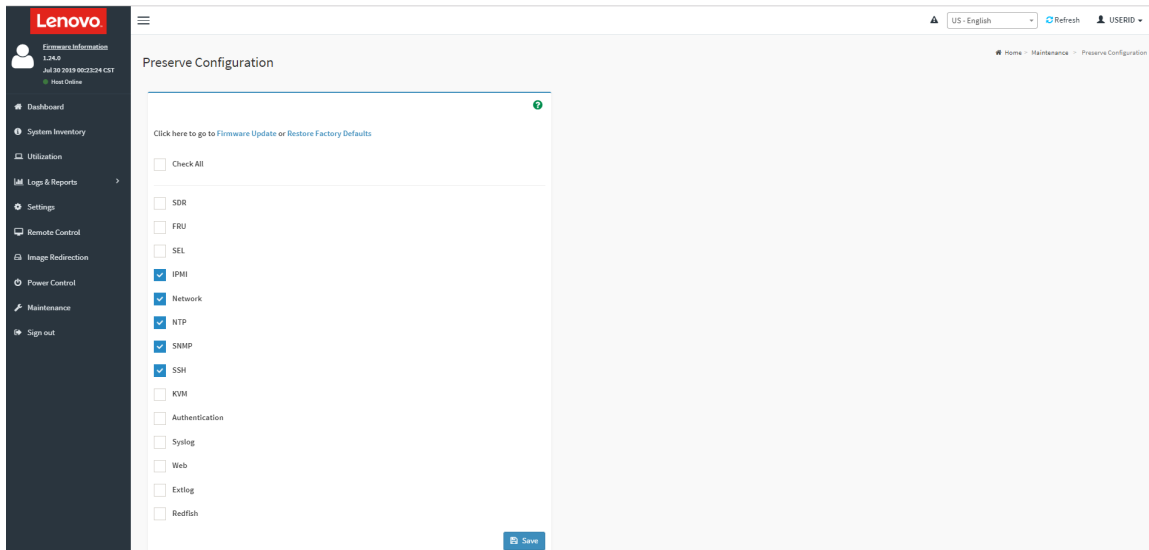 Lenovo
US - English
Refresh
USERID
Firmware Information
1.24.0
Jul 30 2019 00:23:24 CST
Host Online
Home > Maintenance > Preserve Configuration
Preserve Configuration
Dashboard
System Inventory
Utilization
Logs & Reports
Settings
Remote Control
Image Redirection
Power Control
Maintenance
Sign out
Click here to go to Firmware Update or Restore Factory Defaults
Check All
SDR
FRU
SEL
IPMI
Network
NTP
SNMP
SSH
KVM
Authentication
Syslog
Web
Extlog
Redfish
Save